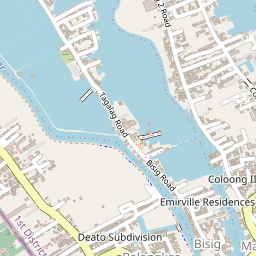 2 Road
Tagalag Road
Bisig Road
Coloong II
Emirville Residences
Deato Subdivision
Bisig
1st District